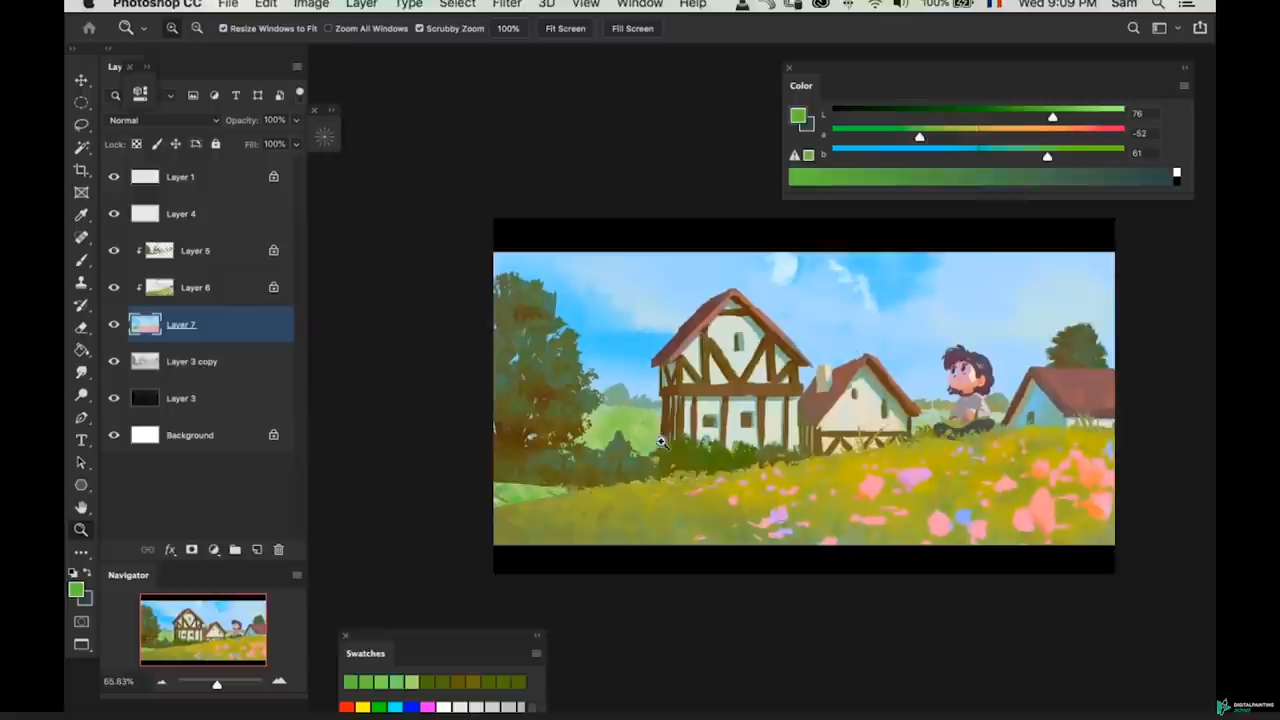 Photoshop CC File Edit Image Layer Type Select Filter 3D View Window Help 100% Wed 9:09 PM Sam
Resize Windows to Fit Zoom All Windows Scrubby Zoom 100% Fit Screen Fill Screen
Lay
Normal Opacity: 100%
Lock: Fill: 100%
Layer 1
Layer 4
Layer 5
Layer 6
Layer 7
Layer 3 copy
Layer 3
Background
Navigator
65.83%
Color
L 76
a -52
b 61
Swatches
DIGITALPAINTING
.school